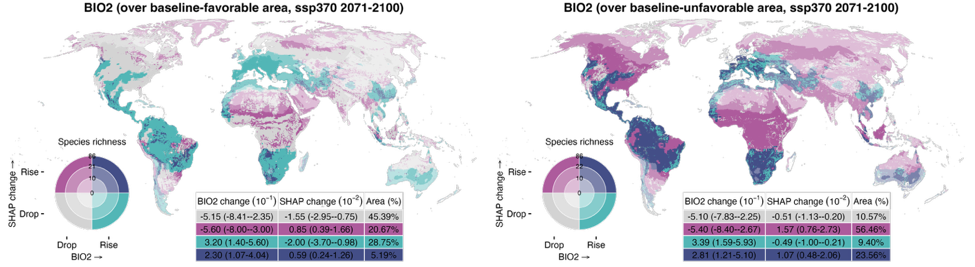 BIO2 (over baseline-favorable area, ssp370 2071-2100)
Species richness
86
22
10
0
SHAP change →
Rise
Drop
Drop
Rise
BIO2 →
BIO2 change (10⁻¹) SHAP change (10⁻²) Area (%)
-5.15 (-8.41--2.35) -1.55 (-2.95--0.75) 45.39%
-5.60 (-8.00--3.00) 0.85 (0.39-1.66) 20.67%
3.20 (1.40-5.60) -2.00 (-3.70--0.98) 28.75%
2.30 (1.07-4.04) 0.59 (0.24-1.26) 5.19%
BIO2 (over baseline-unfavorable area, ssp370 2071-2100)
Species richness
10
0
SHAP change →
Rise
Drop
Drop
Rise
BIO2 →
BIO2 change (10⁻¹) SHAP change (10⁻²) Area (%)
-5.10 (-7.83--2.25) -0.51 (-1.13--0.20) 10.57%
-5.40 (-8.40--2.67) 1.57 (0.76-2.73) 56.46%
3.39 (1.59-5.93) -0.49 (-1.00--0.21) 9.40%
2.81 (1.21-5.10) 1.07 (0.48-2.06) 23.56%